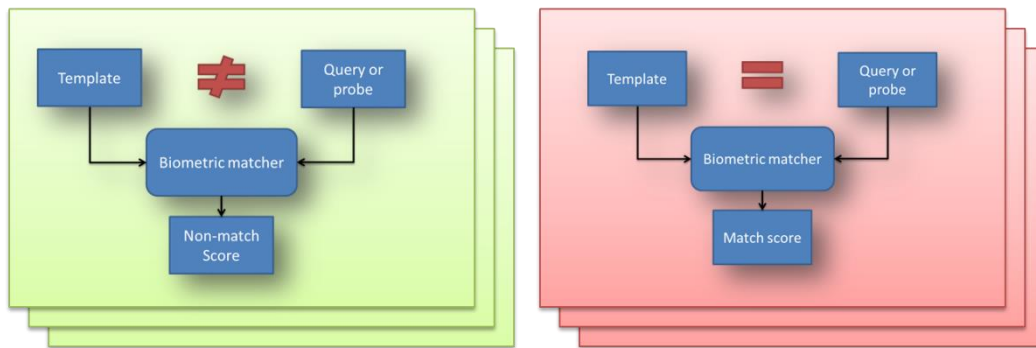 Template
≠
Query or
probe
Biometric matcher
Non-match
Score
Template
=
Query or
probe
Biometric matcher
Match score